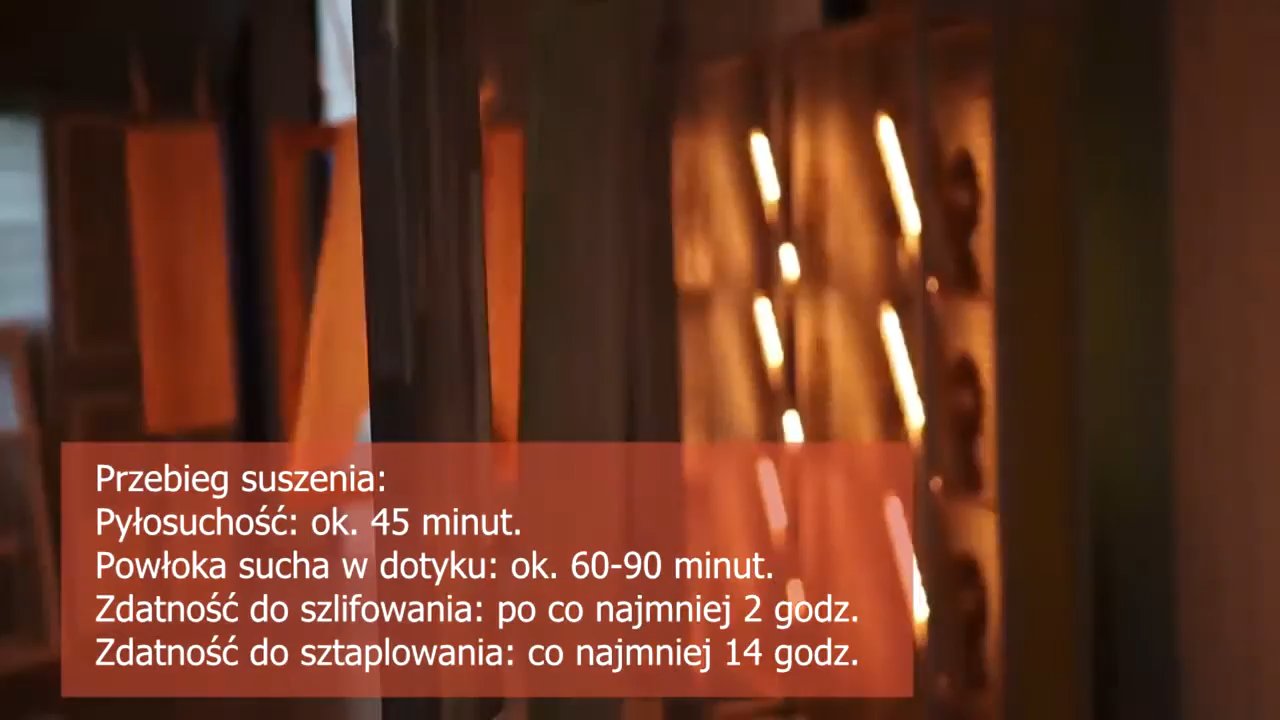 Przebieg suszenia:
Pyłosuchość: ok. 45 minut.
Powłoka sucha w dotyku: ok. 60-90 minut.
Zdatność do szlifowania: po co najmniej 2 godz.
Zdatność do sztaplowania: co najmniej 14 godz.